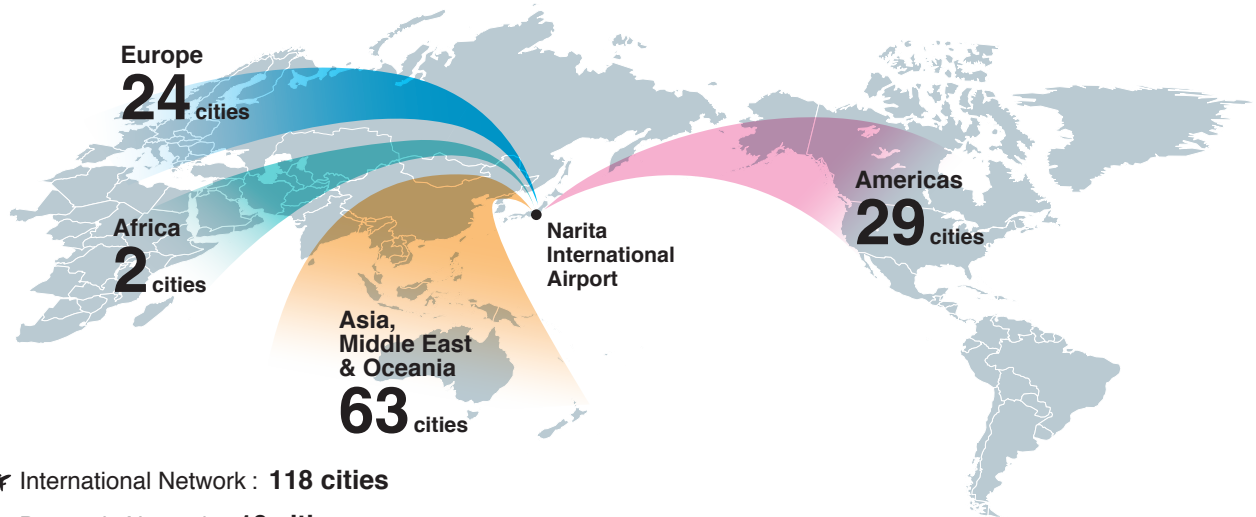 Europe
24 cities
Africa
2 cities
Asia,
Middle East
& Oceania
63 cities
Narita
International
Airport
Americas
29 cities
International Network : 118 cities